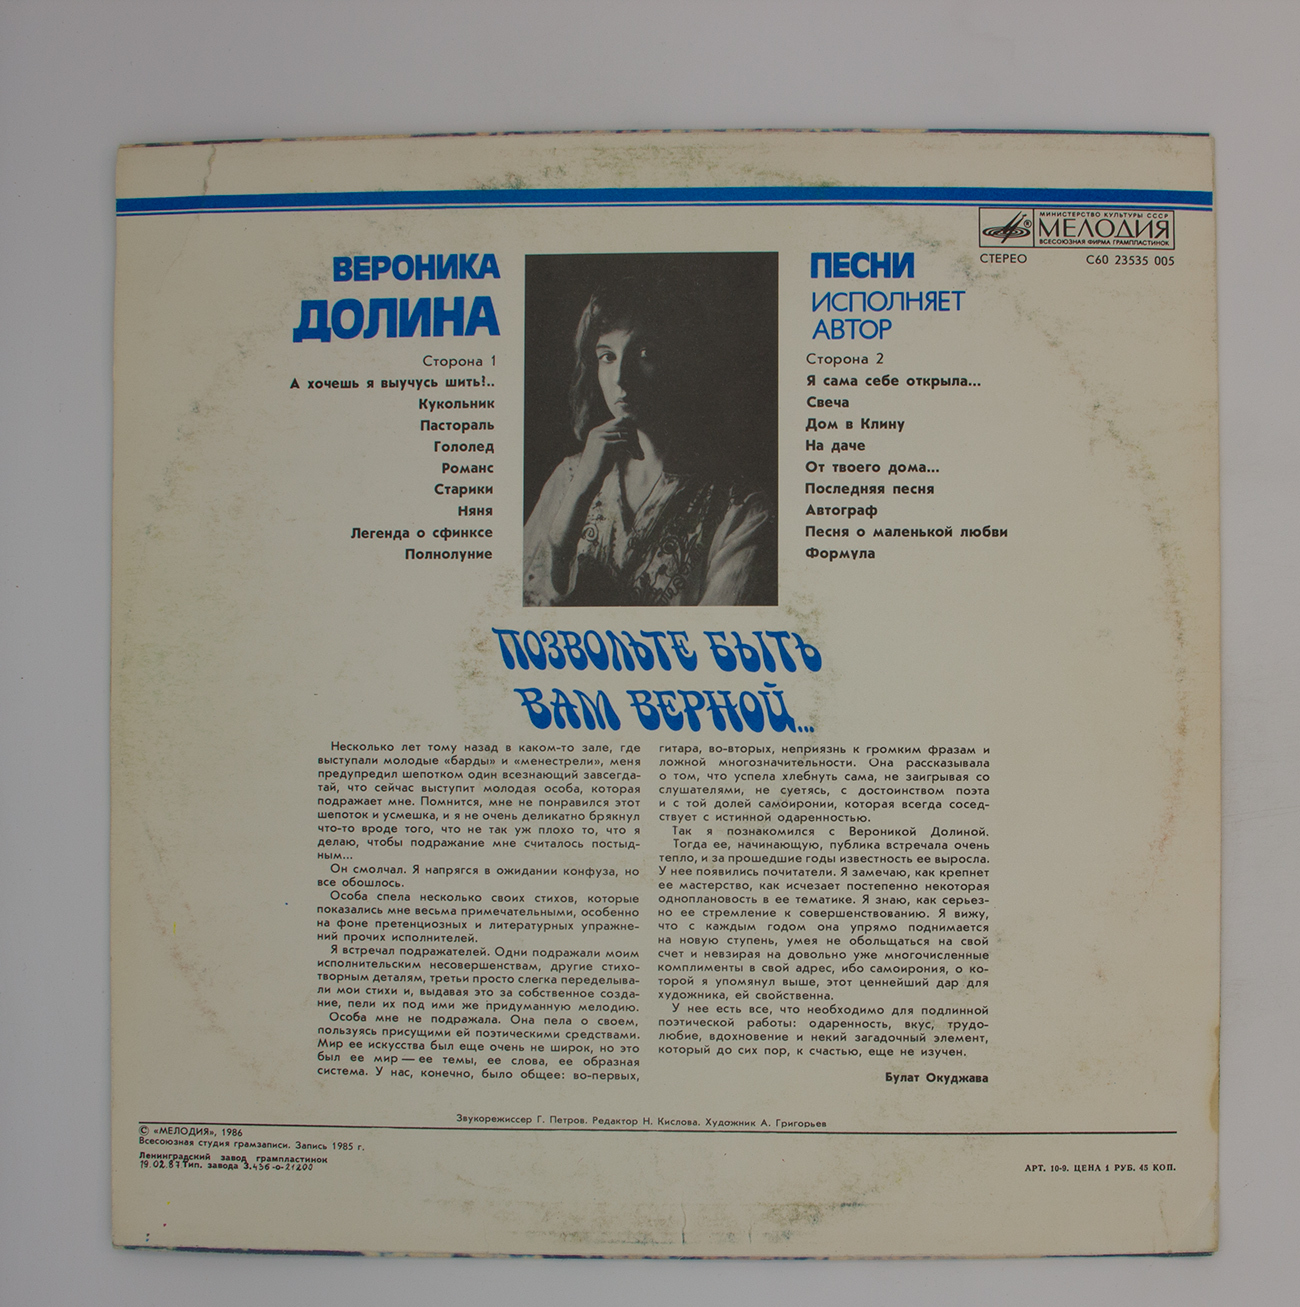 МИНИСТЕРСТВО КУЛЬТУРЫ СССР
МЕЛОДИЯ
ВСЕСОЮЗНАЯ ФИРМА ГРАМПЛАСТИНОК
СТЕРЕО С60 23535 005
ВЕРОНИКА
ДОЛИНА
Сторона 1
А хочешь я выучусь шить?..
Кукольник
Пастораль
Гололед
Романс
Старики
Няня
Легенда о сфинксе
Полнолуние
ПЕСНИ
ИСПОЛНЯЕТ
АВТОР
Сторона 2
Я сама себе открыла...
Свеча
Дом в Клину
На даче
От твоего дома...
Последняя песня
Автограф
Песня о маленькой любви
Формула
ПОЗВОЛЬТЕ БЫТЬ
ВАМ ВЕРНОЙ...
Несколько лет тому назад в каком-то зале, где
выступали молодые «барды» и «менестрели», меня
предупредил шепотком один всезнающий завсегда-
тай, что сейчас выступит молодая особа, которая
подражает мне. Помнится, мне не понравился этот
шепоток и усмешка, и я не очень деликатно брякнул
что-то вроде того, что не так уж плохо то, что я
делаю, чтобы подражание мне считалось постыд-
ным...
Он смолчал. Я напрягся в ожидании конфуза, но
все обошлось.
Особа спела несколько своих стихов, которые
показались мне весьма примечательными, особенно
на фоне претенциозных и литературных упражне-
ний прочих исполнителей.
Я встречал подражателей. Одни подражали моим
исполнительским несовершенствам, другие стихо-
творным деталям, третьи просто слегка переделыва-
ли мои стихи и, выдавая это за собственное созда-
ние, пели их под ими же придуманную мелодию.
Особа мне не подражала. Она пела о своем,
пользуясь присущими ей поэтическими средствами.
Мир ее искусства был еще очень не широк, но это
был ее мир — ее темы, ее слова, ее образная
система. У нас, конечно, было общее: во-первых,
гитара, во-вторых, неприязнь к громким фразам и
ложной многозначительности. Она рассказывала
о том, что успела хлебнуть сама, не заигрывая со
слушателями, не суетясь, с достоинством поэта
и с той долей самоиронии, которая всегда сосед-
ствует с истинной одаренностью.
Так я познакомился с Вероникой Долиной.
Тогда ее, начинающую, публика встречала очень
тепло, и за прошедшие годы известность ее выросла.
У нее появились почитатели. Я замечаю, как крепнет
ее мастерство, как исчезает постепенно некоторая
одноплановость в ее тематике. Я знаю, как серьез-
но ее стремление к совершенствованию. Я вижу,
что с каждым годом она упрямо поднимается
на новую ступень, умея не обольщаться на свой
счет и невзирая на довольно уже многочисленные
комплименты в свой адрес, ибо самоирония, о ко-
торой я упомянул выше, этот ценнейший дар для
художника, ей свойственна.
У нее есть все, что необходимо для подлинной
поэтической работы: одаренность, вкус, трудо-
любие, вдохновение и некий загадочный элемент,
который до сих пор, к счастью, еще не изучен.
Булат Окуджава
Звукорежиссер Г. Петров. Редактор Н. Кислова. Художник А. Григорьев
© «МЕЛОДИЯ», 1986
Всесоюзная студия грамзаписи. Запись 1985 г.
Ленинградский завод грампластинок
19.02.87 Тип. завода З.436-о-21200
АРТ. 10-9. ЦЕНА 1 РУБ. 45 КОП.